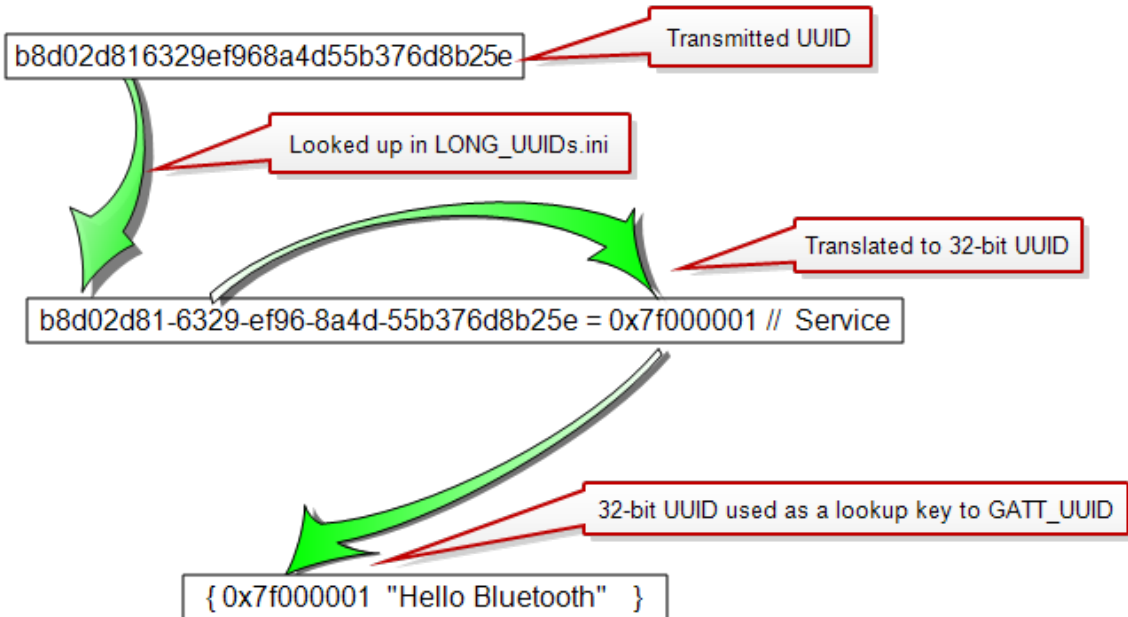 Transmitted UUID
b8d02d816329ef968a4d55b376d8b25e
Looked up in LONG_UUIDs.ini
Translated to 32-bit UUID
b8d02d81-6329-ef96-8a4d-55b376d8b25e = 0x7f000001 // Service
32-bit UUID used as a lookup key to GATT_UUID
{ 0x7f000001 "Hello Bluetooth" }